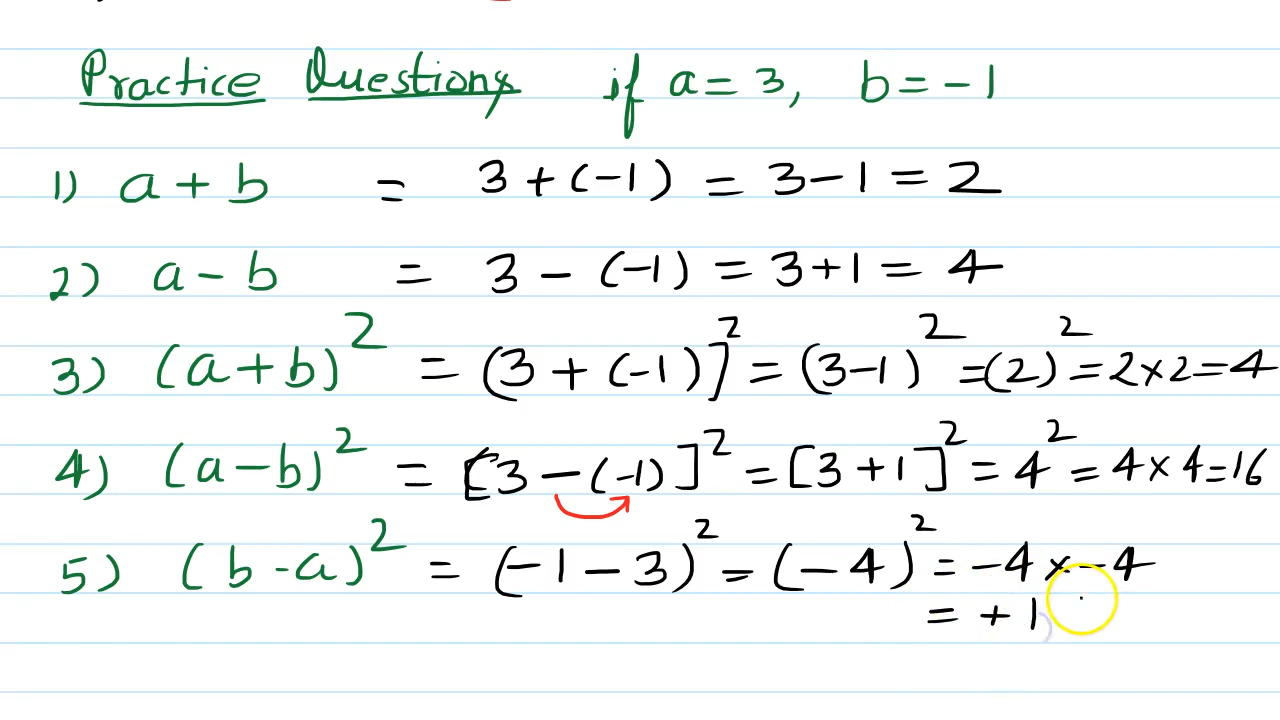 Practice Questions if a = 3, b = -1
1) a + b = 3 + (-1) = 3 - 1 = 2
2) a - b = 3 - (-1) = 3 + 1 = 4
3) (a + b)² = (3 + (-1)]² = (3-1)² = (2)² = 2 × 2 = 4
4) (a - b)² = [3 - (-1)]² = [3 + 1]² = 4² = 4 × 4 = 16
5) (b - a)² = (-1 - 3)² = (-4)² = -4 × -4
= + 1